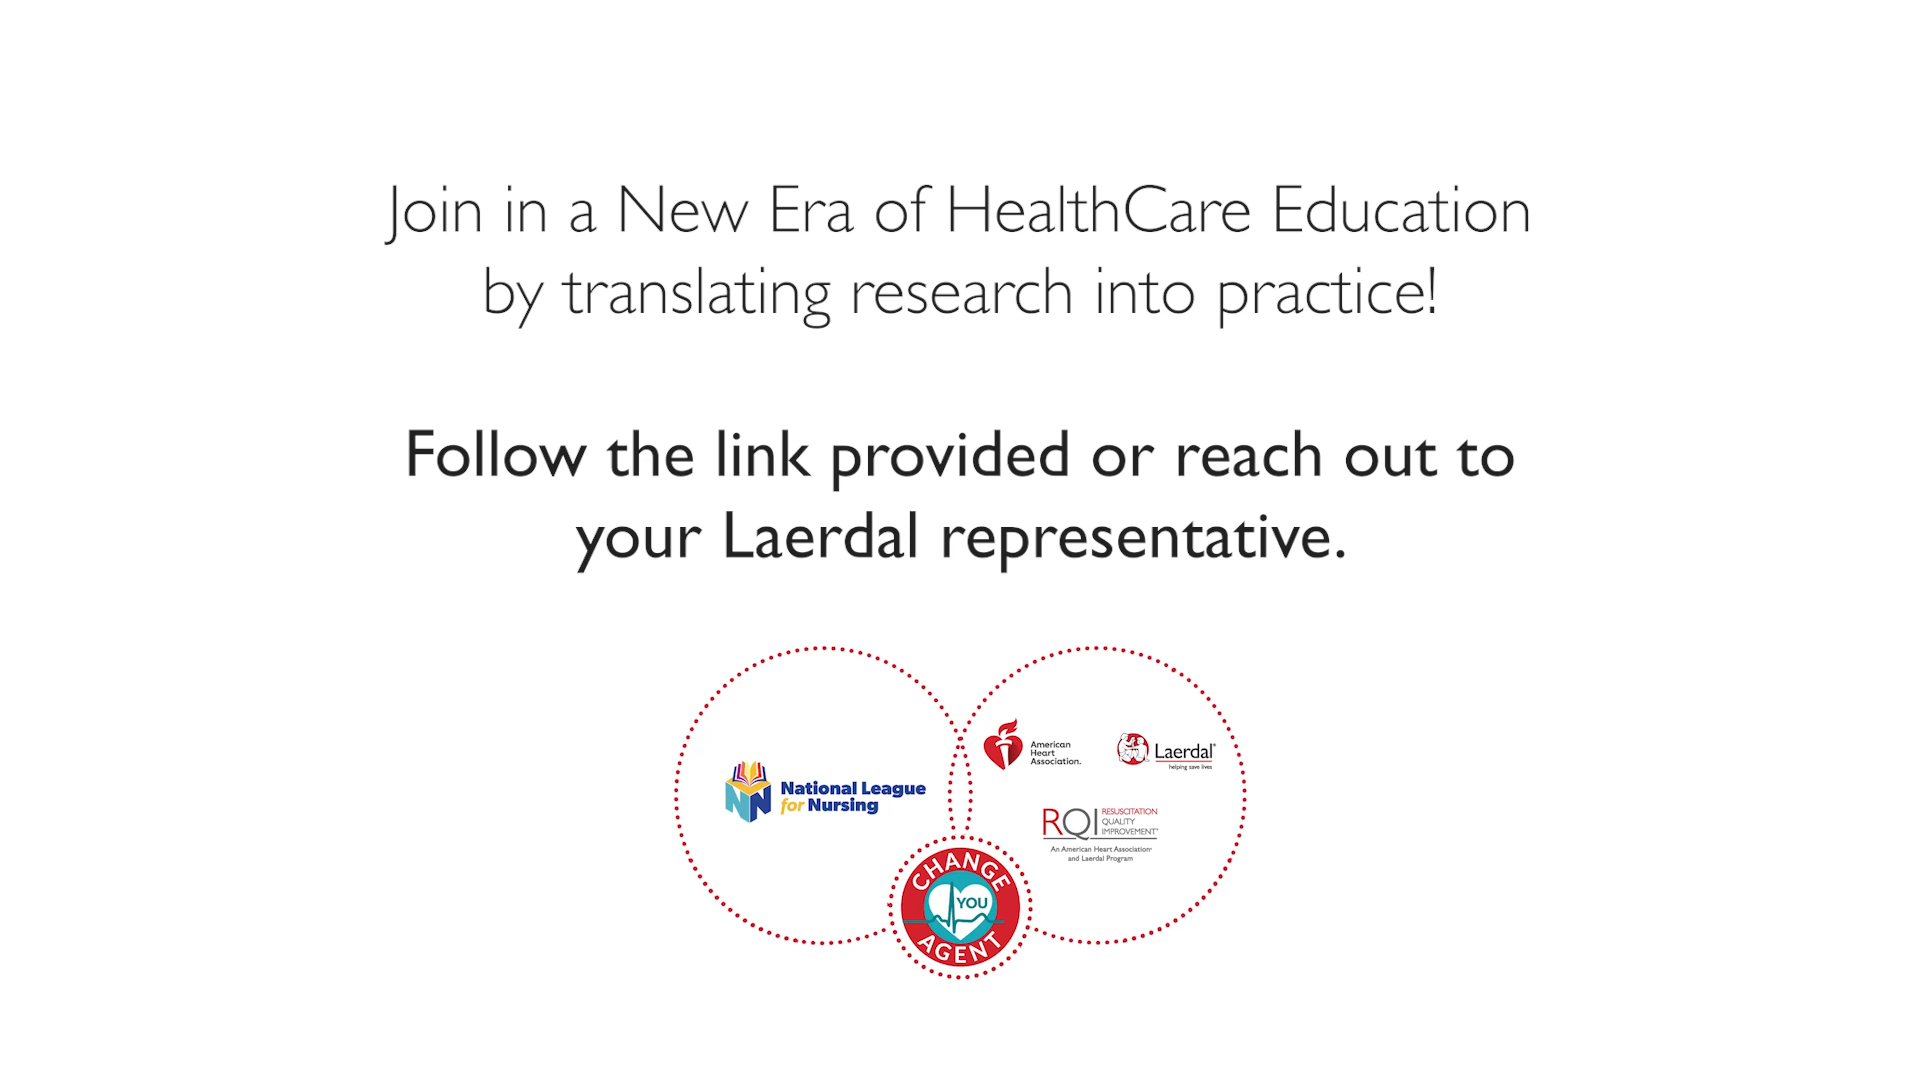 Join in a New Era of HealthCare Education
by translating research into practice!
Follow the link provided or reach out to
your Laerdal representative.
National League
for Nursing
American
Heart
Association.
Laerdal®
helping save lives
RQI RESUSCITATION
QUALITY
IMPROVEMENT™
An American Heart Association®
and Laerdal Program
CHANGE
YOU
AGENT